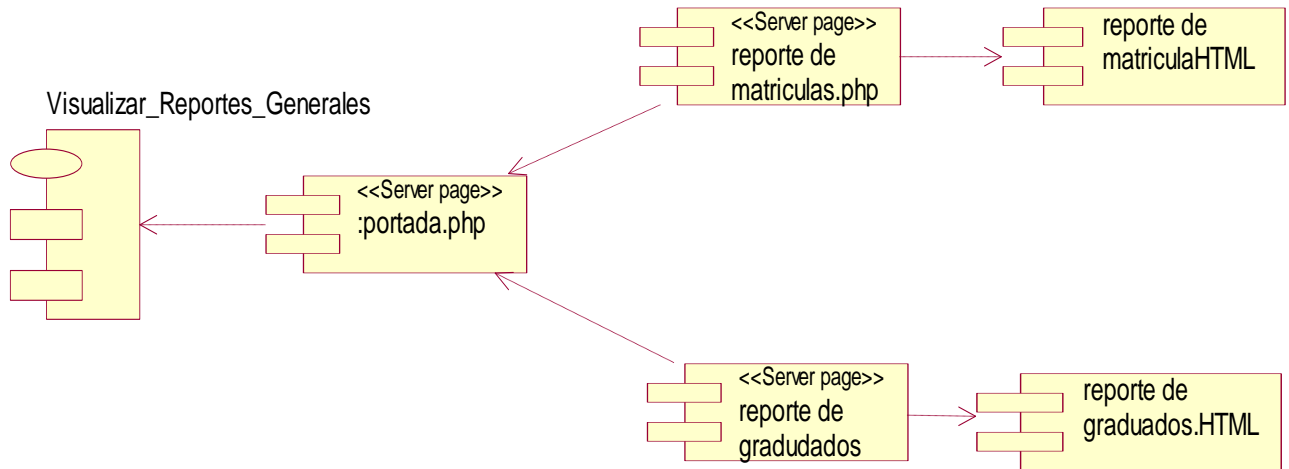 <<Server page>>
reporte de
matriculas.php
reporte de
matriculaHTML
Visualizar_Reportes_Generales
<<Server page>>
:portada.php
<<Server page>>
reporte de
gradudados
reporte de
graduados.HTML